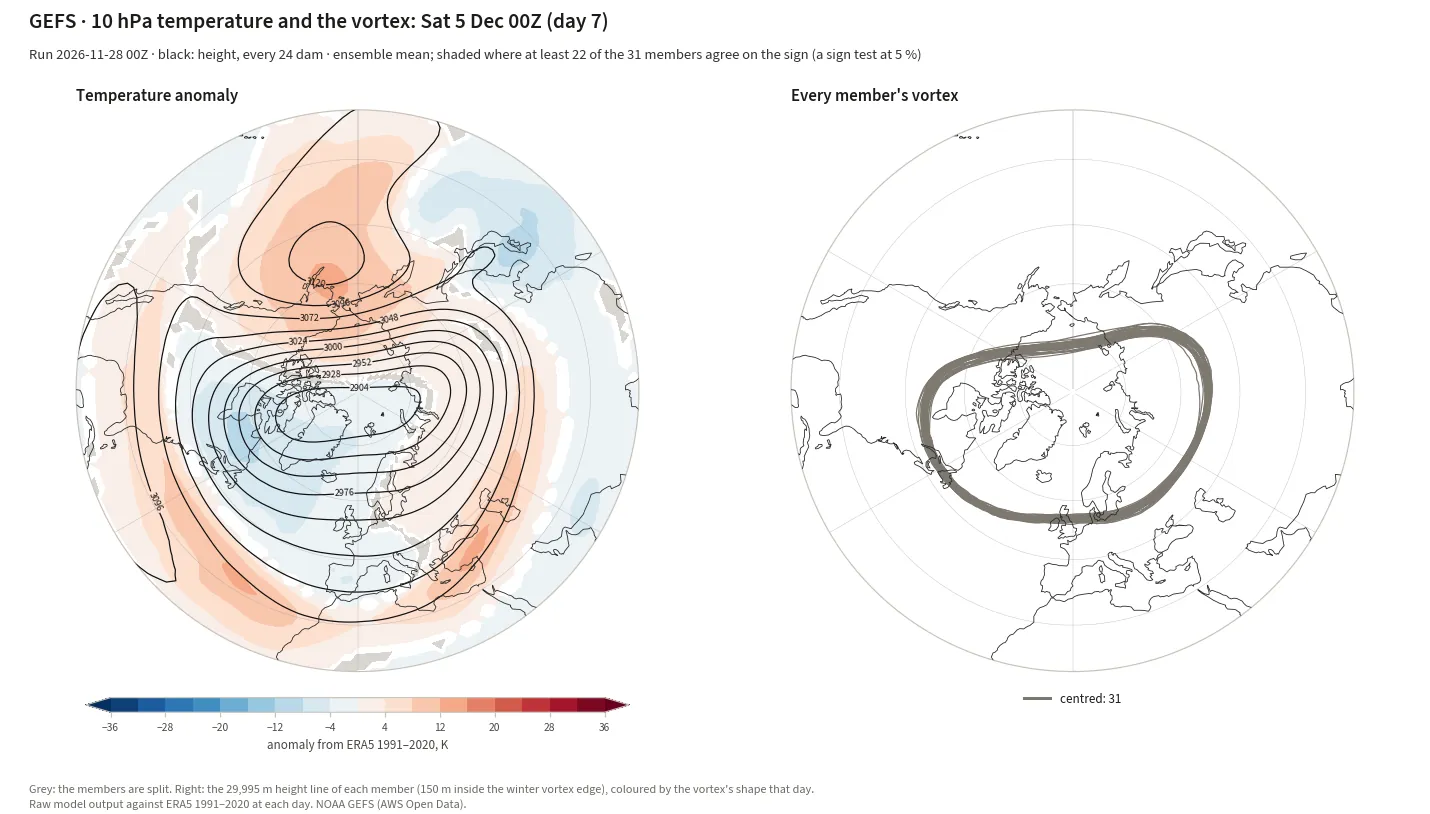 GEFS · 10 hPa temperature and the vortex: Sat 5 Dec 00Z (day 7)
Run 2026-11-28 00Z · black: height, every 24 dam · ensemble mean; shaded where at least 22 of the 31 members agree on the sign (a sign test at 5 %)
Temperature anomaly
Every member's vortex
3120
3096
3072
3048
3024
3000
2952
2928
2904
2976
3096
−36 −28 −20 −12 −4 4 12 20 28 36
anomaly from ERA5 1991–2020, K
centred: 31
Grey: the members are split. Right: the 29,995 m height line of each member (150 m inside the winter vortex edge), coloured by the vortex's shape that day.
Raw model output against ERA5 1991–2020 at each day. NOAA GEFS (AWS Open Data).